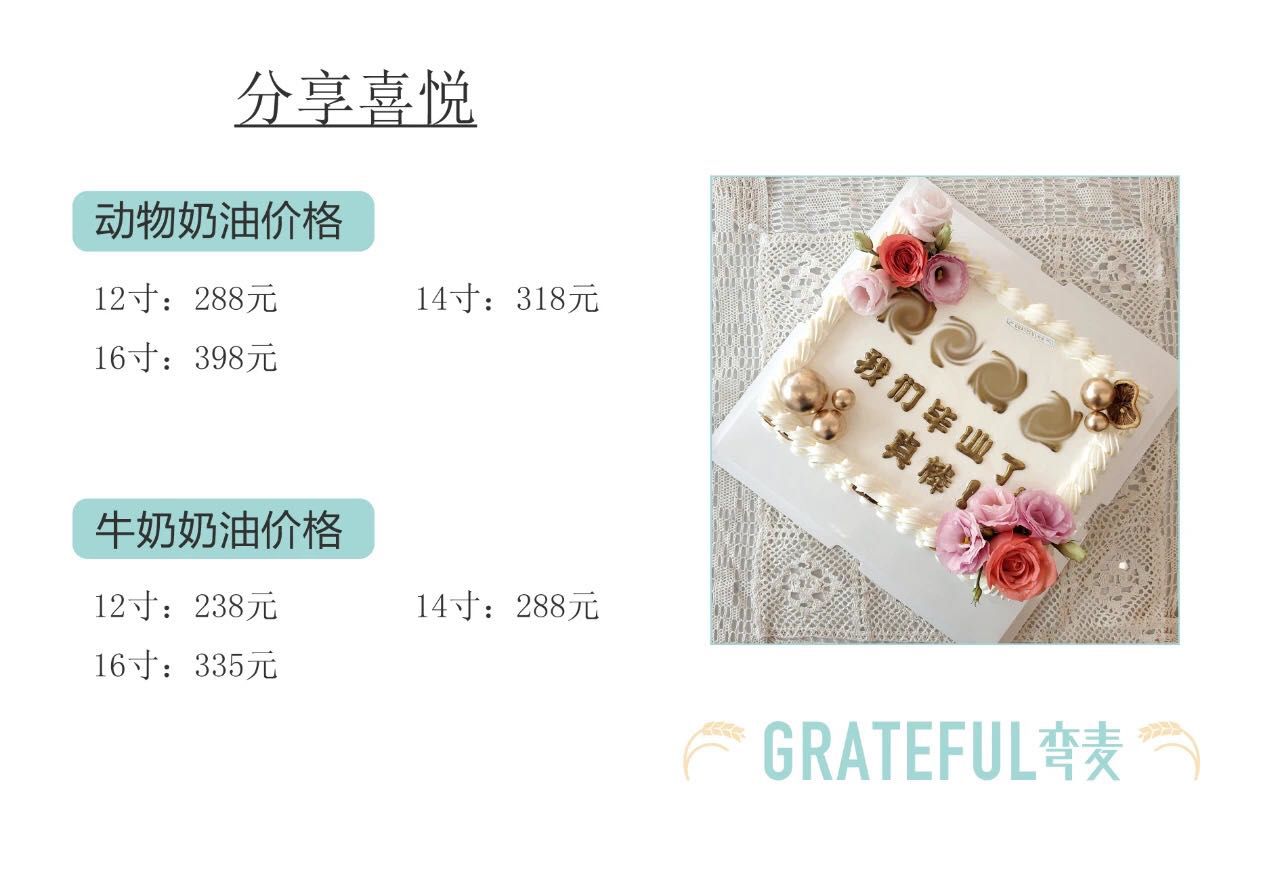 分享喜悦
动物奶油价格
12寸：288元 14寸：318元
16寸：398元
牛奶奶油价格
12寸：238元 14寸：288元
16寸：335元
我们毕业了
真棒！
GRATEFUL弯麦